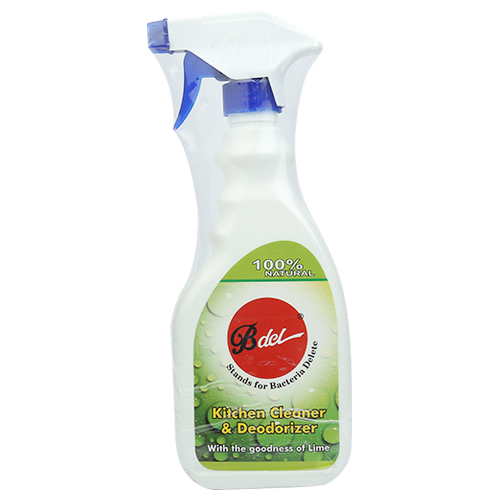 100%
NATURAL
Bdel ®
Stands for Bacteria Delete
Kitchen Cleaner
& Deodorizer
With the goodness of Lime